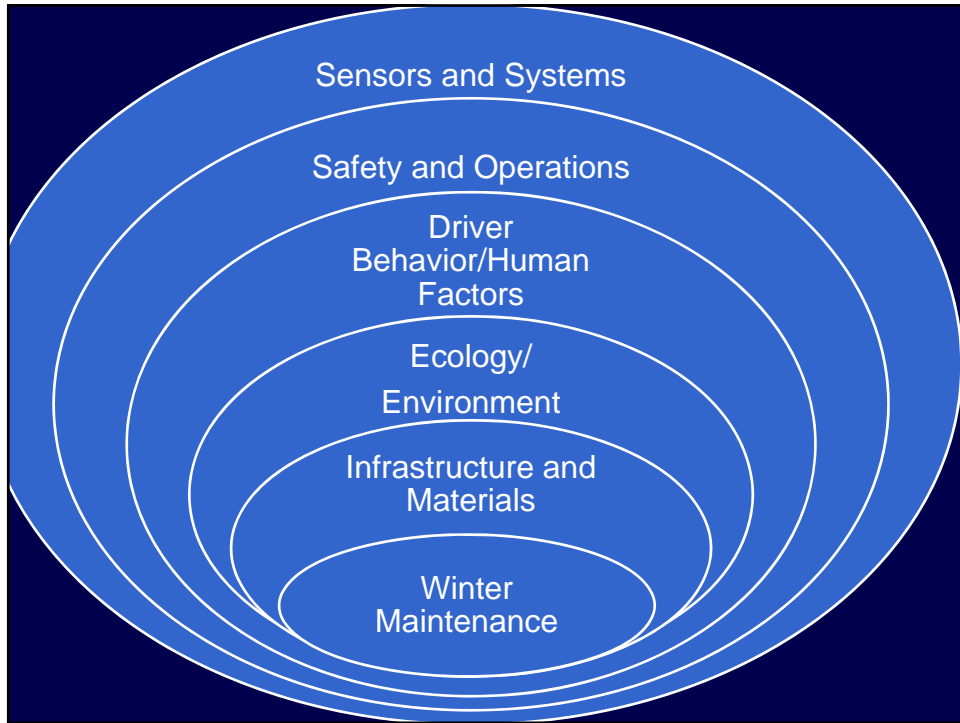 Sensors and Systems
Safety and Operations
Driver
Behavior/Human
Factors
Ecology/
Environment
Infrastructure and
Materials
Winter
Maintenance